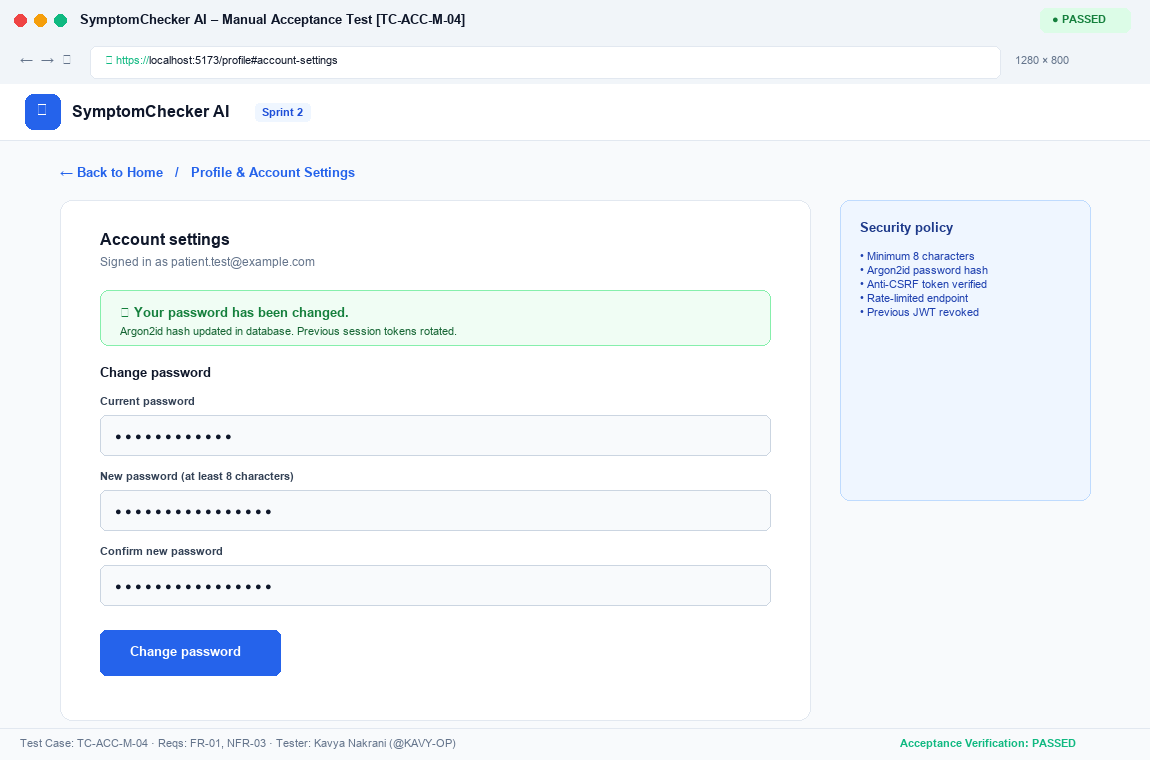 SymptomChecker AI – Manual Acceptance Test [TC-ACC-M-04]
● PASSED
← → https://localhost:5173/profile#account-settings
1280 × 800
SymptomChecker AI
Sprint 2
← Back to Home / Profile & Account Settings
Account settings
Signed in as patient.test@example.com
Your password has been changed.
Argon2id hash updated in database. Previous session tokens rotated.
Change password
Current password
●●●●●●●●●●●●
New password (at least 8 characters)
●●●●●●●●●●●●●●●●
Confirm new password
●●●●●●●●●●●●●●●●
Change password
Security policy
• Minimum 8 characters
• Argon2id password hash
• Anti-CSRF token verified
• Rate-limited endpoint
• Previous JWT revoked
Test Case: TC-ACC-M-04 · Reqs: FR-01, NFR-03 · Tester: Kavya Nakrani (@KAVY-OP)
Acceptance Verification: PASSED